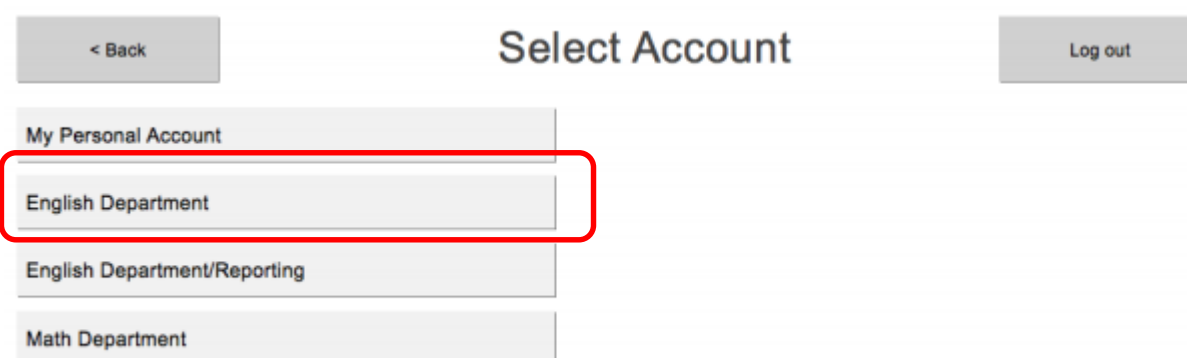 < Back
Select Account
Log out
My Personal Account
English Department
English Department/Reporting
Math Department